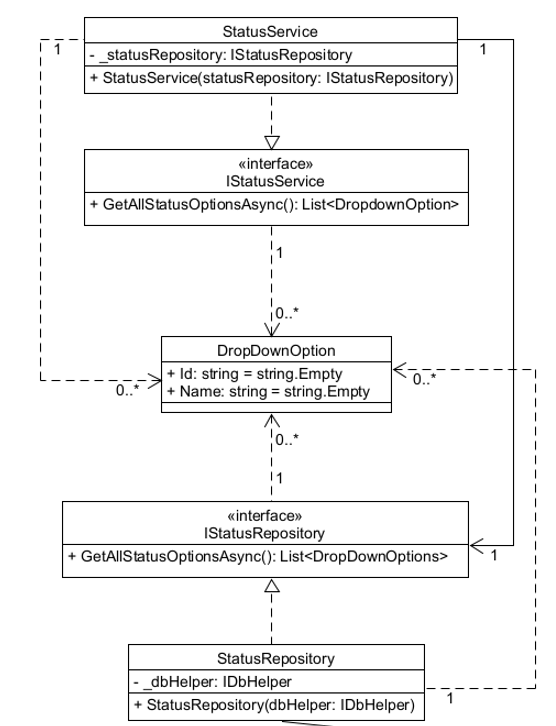 StatusService
1
1
- _statusRepository: IStatusRepository
+ StatusService(statusRepository: IStatusRepository)
«interface»
IStatusService
+ GetAllStatusOptionsAsync(): List<DropdownOption>
1
0..*
DropDownOption
+ Id: string = string.Empty
+ Name: string = string.Empty
0..*
0..*
0..*
1
«interface»
IStatusRepository
+ GetAllStatusOptionsAsync(): List<DropDownOptions>
1
StatusRepository
- _dbHelper: IDbHelper
+ StatusRepository(dbHelper: IDbHelper)
1